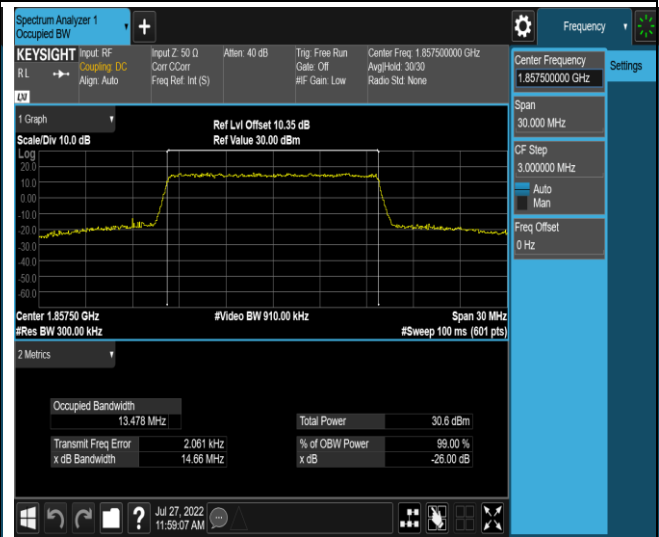 Spectrum Analyzer 1
Occupied BW
+
Frequency
KEYSIGHT
RL
LXI
Input: RF
Coupling: DC
Align: Auto
Input Z: 50 Ω
Corr CCorr
Freq Ref: Int (S)
Atten: 40 dB
Trig: Free Run
Gate: Off
#IF Gain: Low
Center Freq: 1.857500000 GHz
Avg|Hold: 30/30
Radio Std: None
Center Frequency
1.857500000 GHz
Settings
Span
30.000 MHz
CF Step
3.000000 MHz
Auto
Man
Freq Offset
0 Hz
1 Graph
Scale/Div 10.0 dB
Ref Lvl Offset 10.35 dB
Ref Value 30.00 dBm
Log
20.0
10.0
0.00
-10.0
-20.0
-30.0
-40.0
-50.0
-60.0
Center 1.85750 GHz
#Video BW 910.00 kHz
Span 30 MHz
#Res BW 300.00 kHz
#Sweep 100 ms (601 pts)
2 Metrics
Occupied Bandwidth
13.478 MHz
Total Power 30.6 dBm
Transmit Freq Error 2.061 kHz
% of OBW Power 99.00 %
x dB Bandwidth 14.66 MHz
x dB -26.00 dB
?
Jul 27, 2022
11:59:07 AM